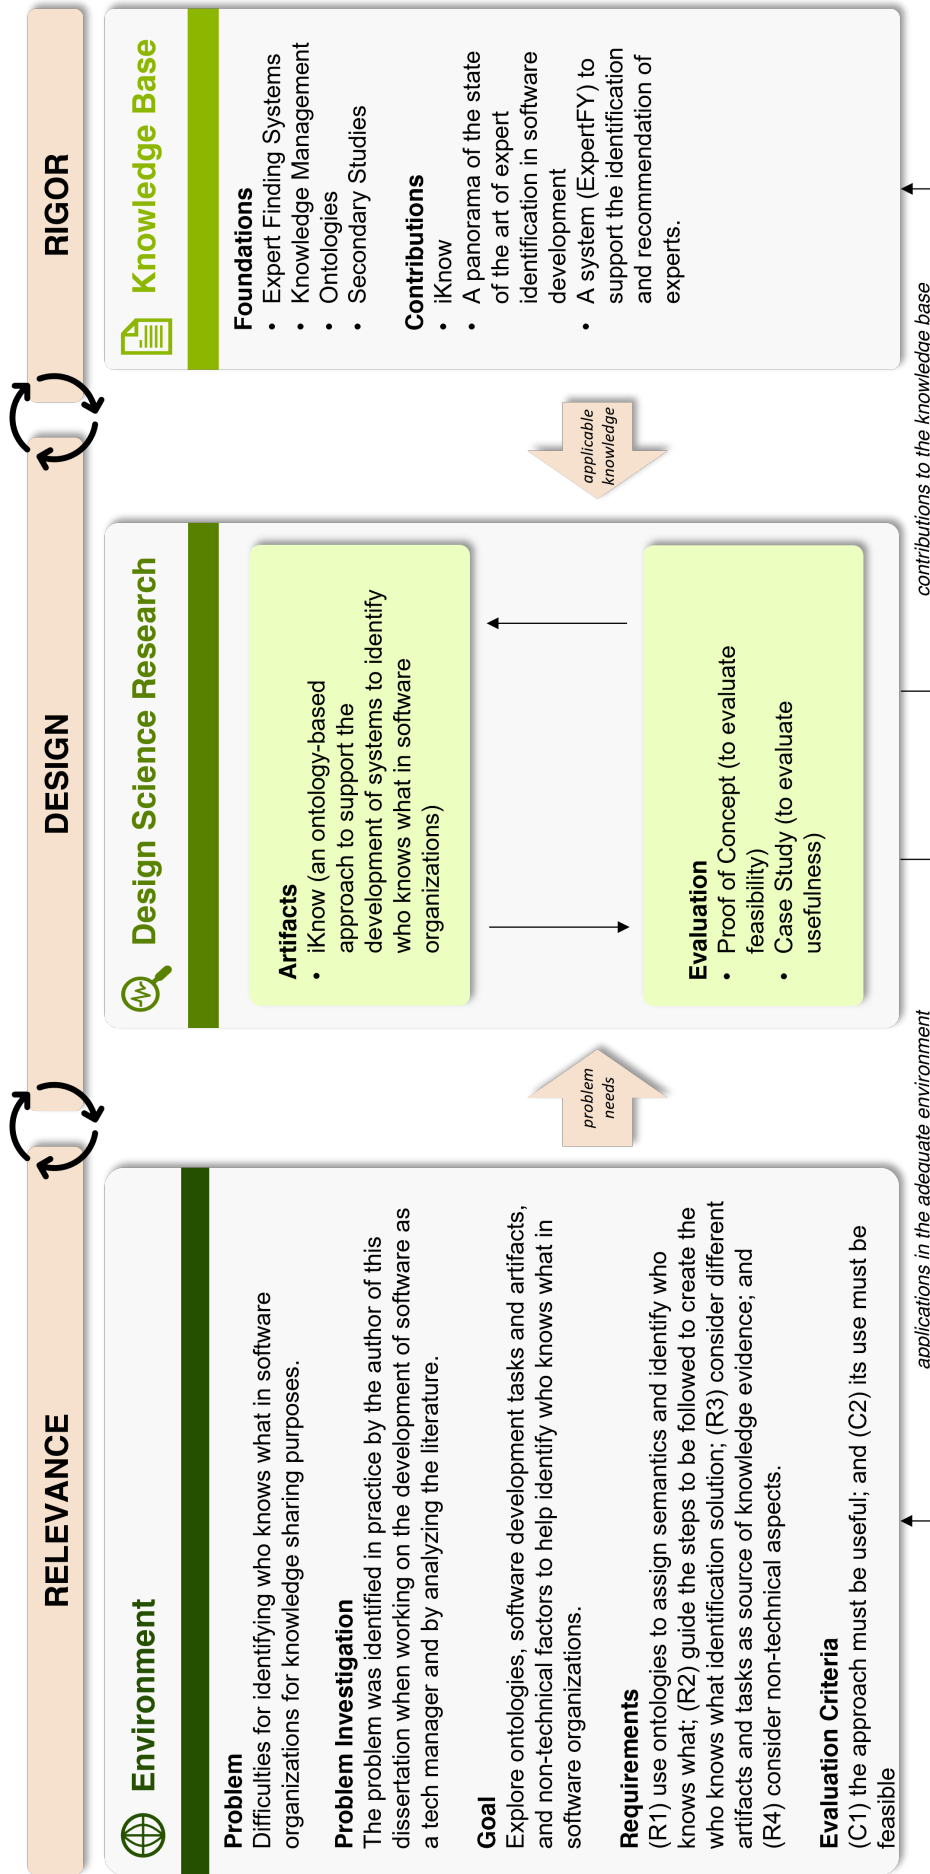 RELEVANCE
DESIGN
RIGOR
Environment
Problem
Difficulties for identifying who knows what in software
organizations for knowledge sharing purposes.
Problem Investigation
The problem was identified in practice by the author of this
dissertation when working on the development of software as
a tech manager and by analyzing the literature.
Goal
Explore ontologies, software development tasks and artifacts,
and non-technical factors to help identify who knows what in
software organizations.
Requirements
(R1) use ontologies to assign semantics and identify who
knows what; (R2) guide the steps to be followed to create the
who knows what identification solution; (R3) consider different
artifacts and tasks as source of knowledge evidence; and
(R4) consider non-technical aspects.
Evaluation Criteria
(C1) the approach must be useful; and (C2) its use must be
feasible
problem
needs
Design Science Research
Artifacts
• iKnow (an ontology-based
approach to support the
development of systems to identify
who knows what in software
organizations)
Evaluation
• Proof of Concept (to evaluate
feasibility)
• Case Study (to evaluate
usefulness)
applicable
knowledge
Knowledge Base
Foundations
• Expert Finding Systems
• Knowledge Management
• Ontologies
• Secondary Studies
Contributions
• iKnow
• A panorama of the state
of the art of expert
identification in software
development
• A system (ExpertFY) to
support the identification
and recommendation of
experts.
applications in the adequate environment
contributions to the knowledge base